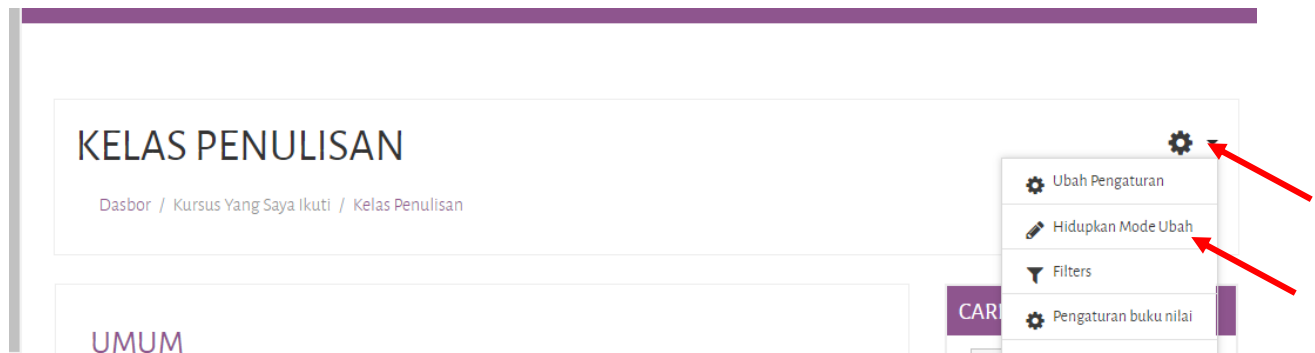 KELAS PENULISAN
Dasbor / Kursus Yang Saya Ikuti / Kelas Penulisan
Ubah Pengaturan
Hidupkan Mode Ubah
Filters
Pengaturan buku nilai
UMUM
CARI